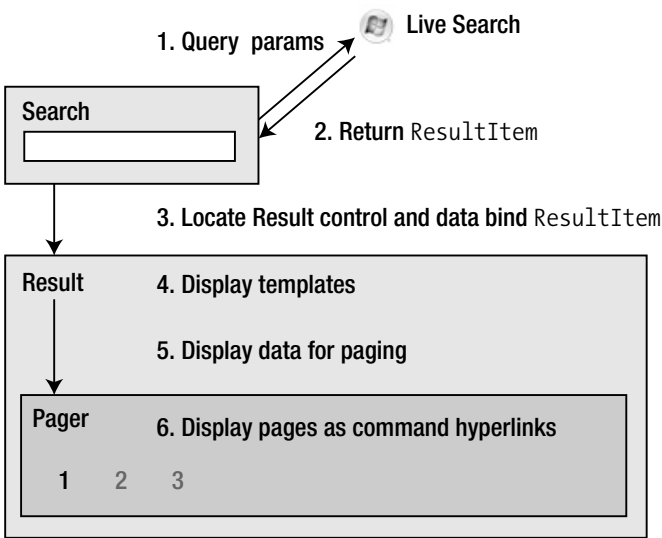 1. Query params
Live Search
Search
2. Return ResultItem
3. Locate Result control and data bind ResultItem
Result
4. Display templates
5. Display data for paging
Pager
6. Display pages as command hyperlinks
1 2 3